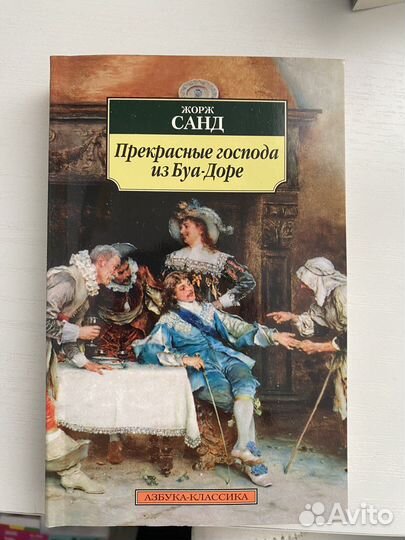 ЖОРЖ
САНД
Прекрасные господа
из Буа-Доре
АЗБУКА-КЛАССИКА
Avito